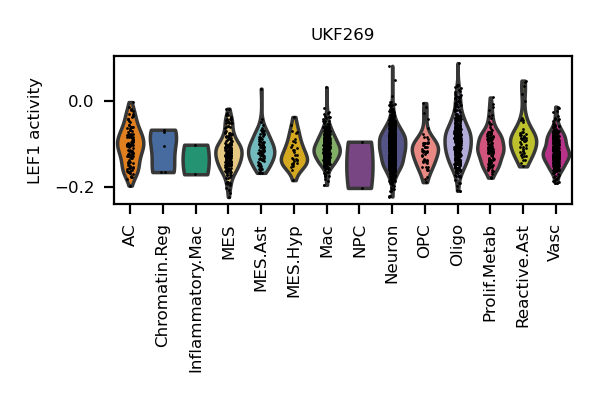 UKF269
LEF1 activity
0.0
−0.2
AC
Chromatin.Reg
Inflammatory.Mac
MES
MES.Ast
MES.Hyp
Mac
NPC
Neuron
OPC
Oligo
Prolif.Metab
Reactive.Ast
Vasc